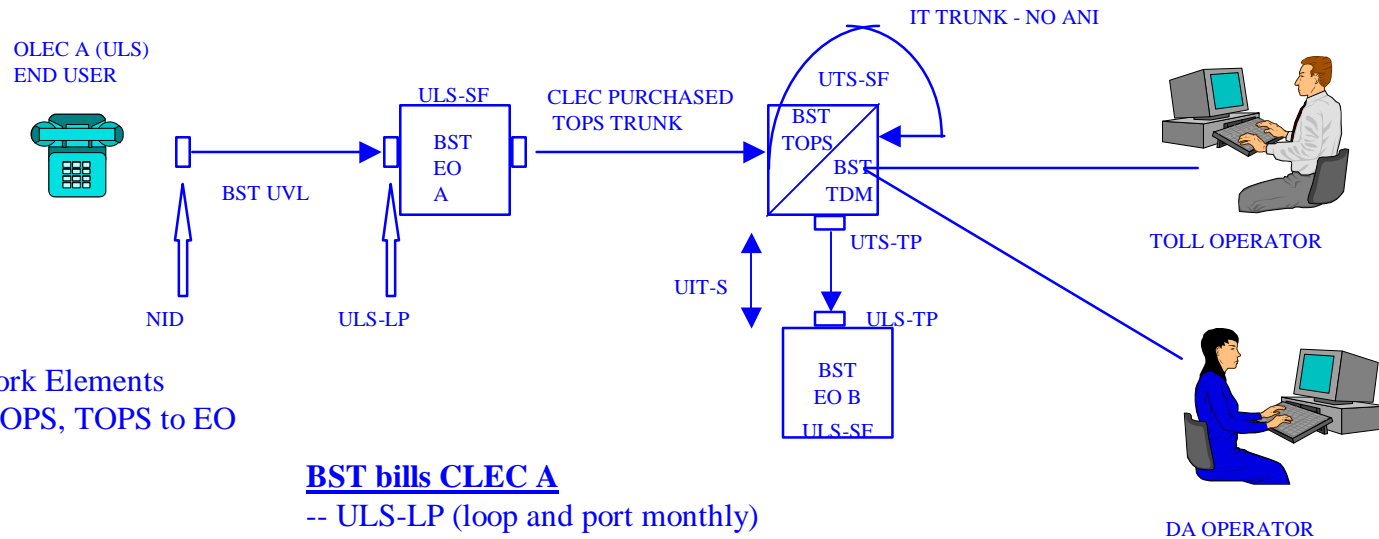 IT TRUNK - NO ANI
OLEC A (ULS)
END USER
ULS-SF
CLEC PURCHASED
TOPS TRUNK
UTS-SF
BST
TOPS
BST
TDM
BST
EO
A
BST UVL
UTS-TP
TOLL OPERATOR
UIT-S
NID
ULS-LP
ULS-TP
BST
EO B
ULS-SF
ork Elements
OPS, TOPS to EO
BST bills CLEC A
-- ULS-LP (loop and port monthly)
DA OPERATOR